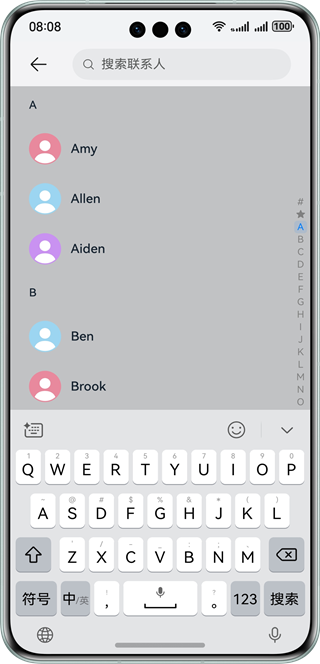 08:08
100
搜索联系人
A
Amy
Allen
Aiden
B
Ben
Brook
#
A
B
C
D
E
F
G
H
I
J
K
L
M
N
O
1 2 3 4 5 6 7 8 9 0
Q W E R T Y U I O P
~ @ # $ % & * ( )
A S D F G H J K L
' / - _ : ; ,
Z X C V B N M
符号 中/英 ! , ? 。 123 搜索